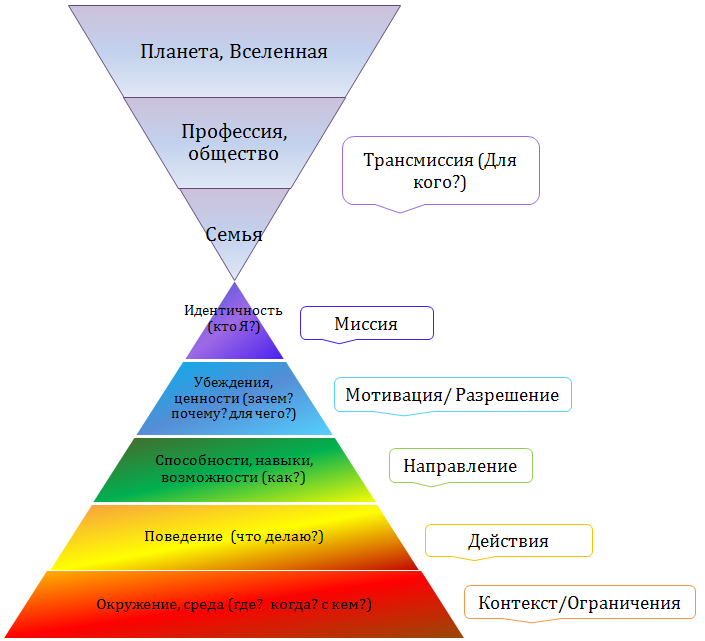 Планета, Вселенная
Профессия,
общество
Трансмиссия (Для
кого?)
Семья
Идентичность
(кто Я?)
Миссия
Убеждения,
ценности (зачем?
почему? для чего?)
Мотивация/ Разрешение
Способности, навыки,
возможности (как?)
Направление
Поведение (что делаю?)
Действия
Окружение, среда (где? когда? с кем?)
Контекст/Ограничения